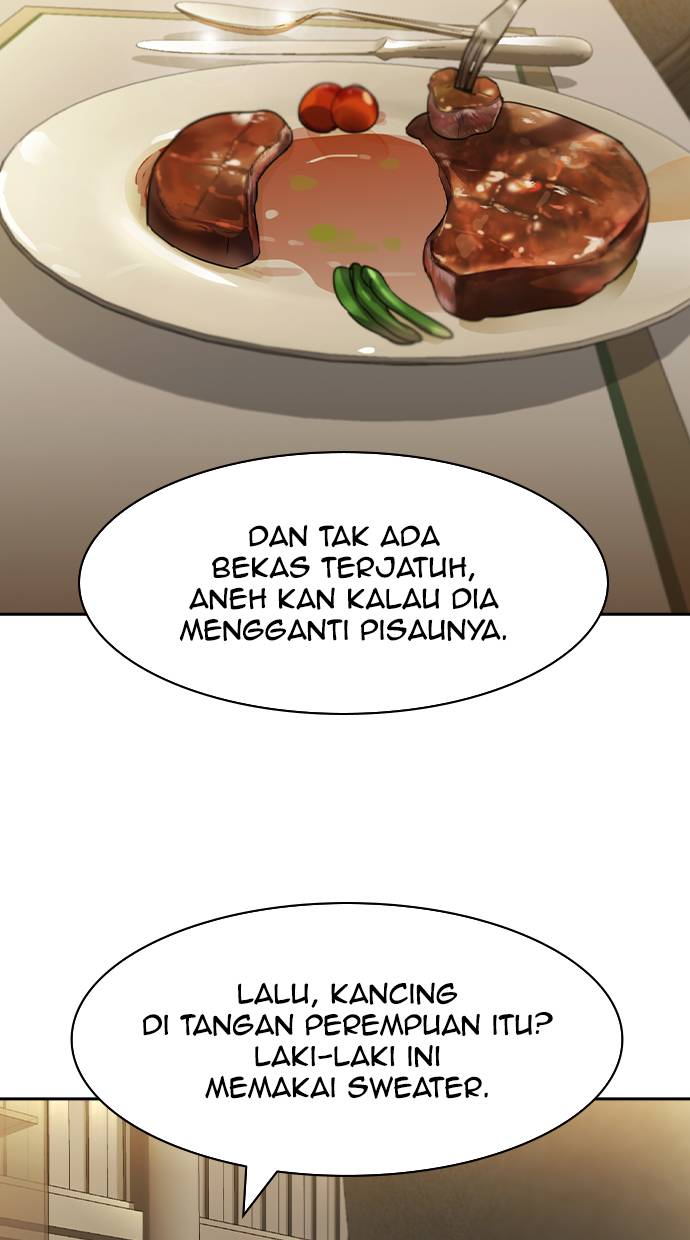 DAN TAK ADA
BEKAS TERJATUH,
ANEH KAN KALAU DIA
MENGGANTI PISAUNYA.
LALU, KANCING
DI TANGAN PEREMPUAN ITU?
LAKI-LAKI INI
MEMAKAI SWEATER.